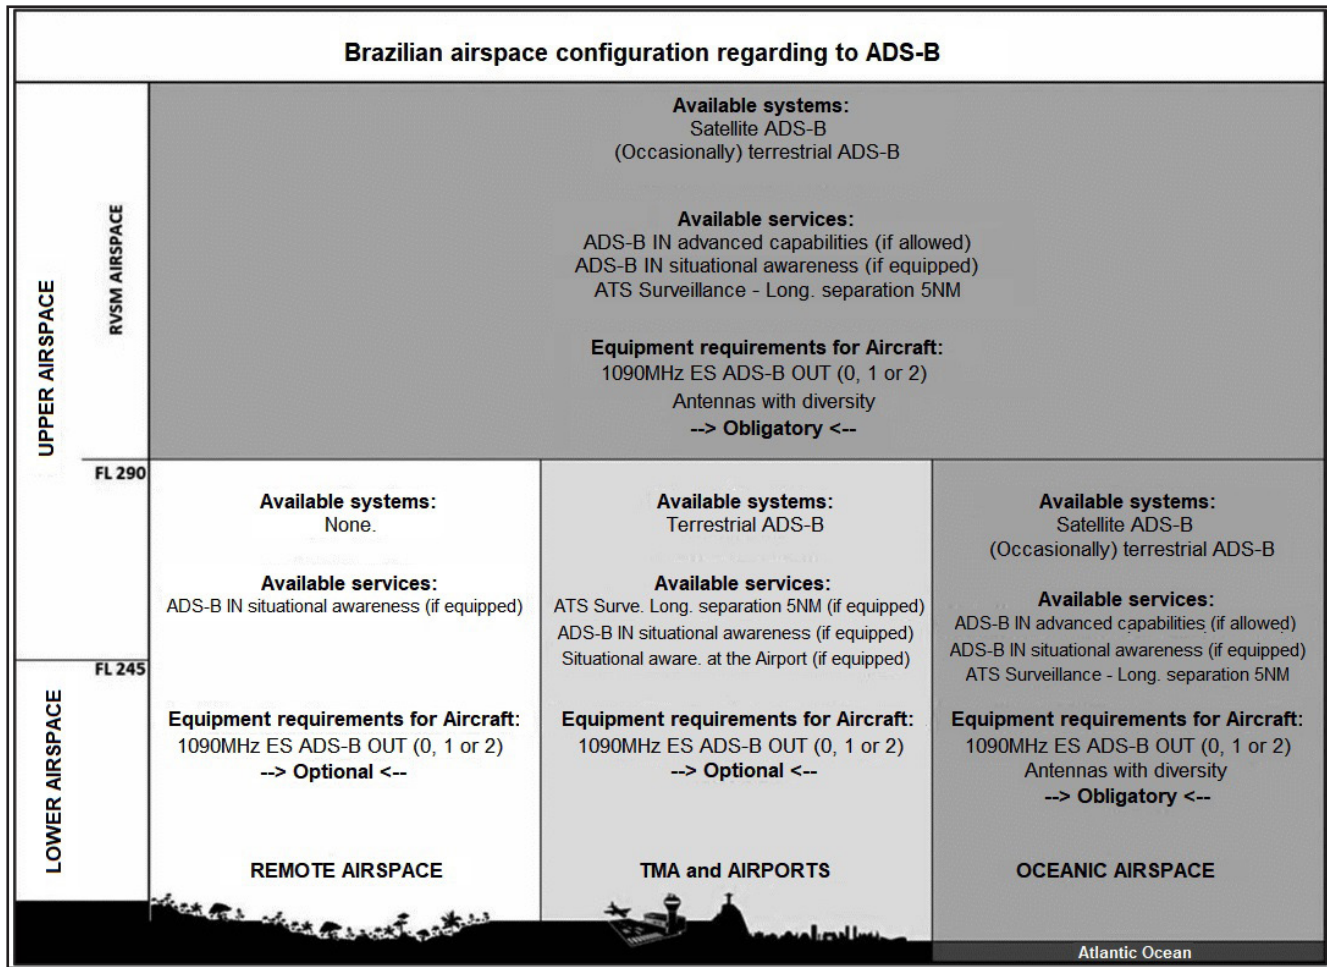 Brazilian airspace configuration regarding to ADS-B
UPPER AIRSPACE
RVSM AIRSPACE
Available systems:
Satellite ADS-B
(Occasionally) terrestrial ADS-B
Available services:
ADS-B IN advanced capabilities (if allowed)
ADS-B IN situational awareness (if equipped)
ATS Surveillance - Long. separation 5NM
Equipment requirements for Aircraft:
1090MHz ES ADS-B OUT (0, 1 or 2)
Antennas with diversity
--> Obligatory <--
FL 290
FL 245
LOWER AIRSPACE
Available systems:
None.
Available services:
ADS-B IN situational awareness (if equipped)
Equipment requirements for Aircraft:
1090MHz ES ADS-B OUT (0, 1 or 2)
--> Optional <--
REMOTE AIRSPACE
Available systems:
Terrestrial ADS-B
Available services:
ATS Surve. Long. separation 5NM (if equipped)
ADS-B IN situational awareness (if equipped)
Situational aware. at the Airport (if equipped)
Equipment requirements for Aircraft:
1090MHz ES ADS-B OUT (0, 1 or 2)
--> Optional <--
TMA and AIRPORTS
Available systems:
Satellite ADS-B
(Occasionally) terrestrial ADS-B
Available services:
ADS-B IN advanced capabilities (if allowed)
ADS-B IN situational awareness (if equipped)
ATS Surveillance - Long. separation 5NM
Equipment requirements for Aircraft:
1090MHz ES ADS-B OUT (0, 1 or 2)
Antennas with diversity
--> Obligatory <--
OCEANIC AIRSPACE
Atlantic Ocean